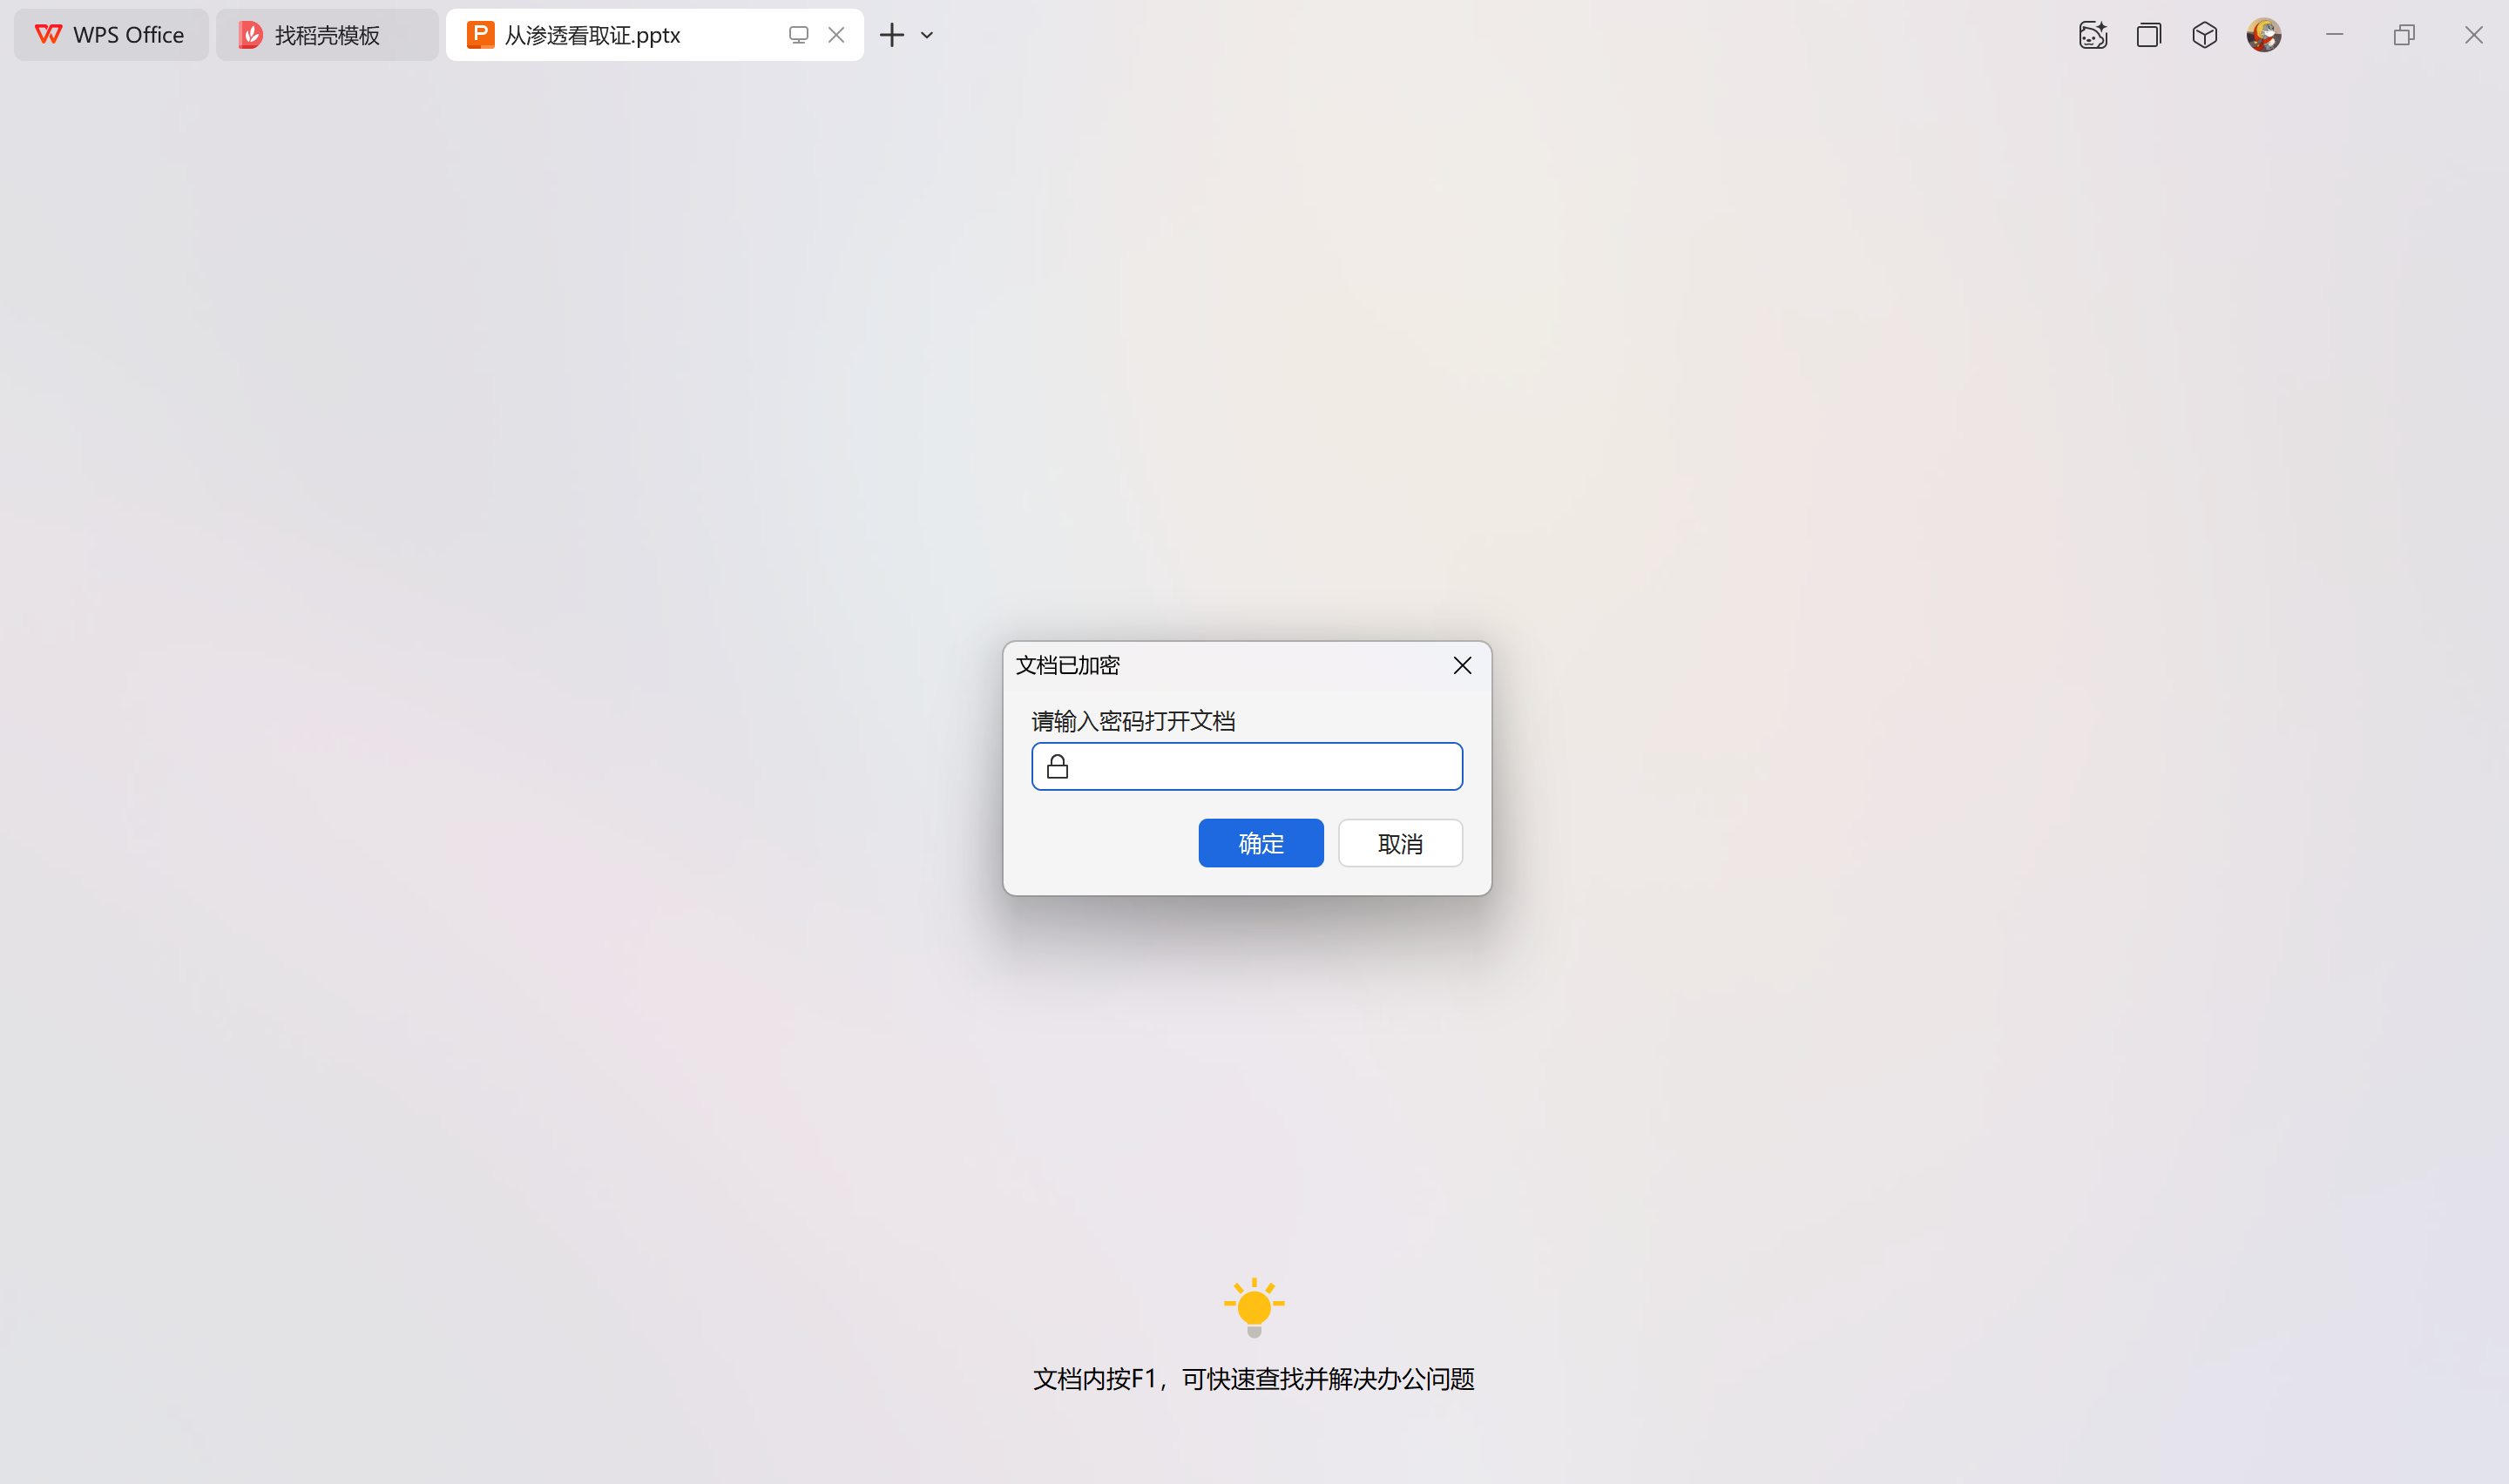 WPS Office
找稻壳模板
从渗透看取证.pptx
文档已加密
请输入密码打开文档
确定
取消
文档内按F1，可快速查找并解决办公问题